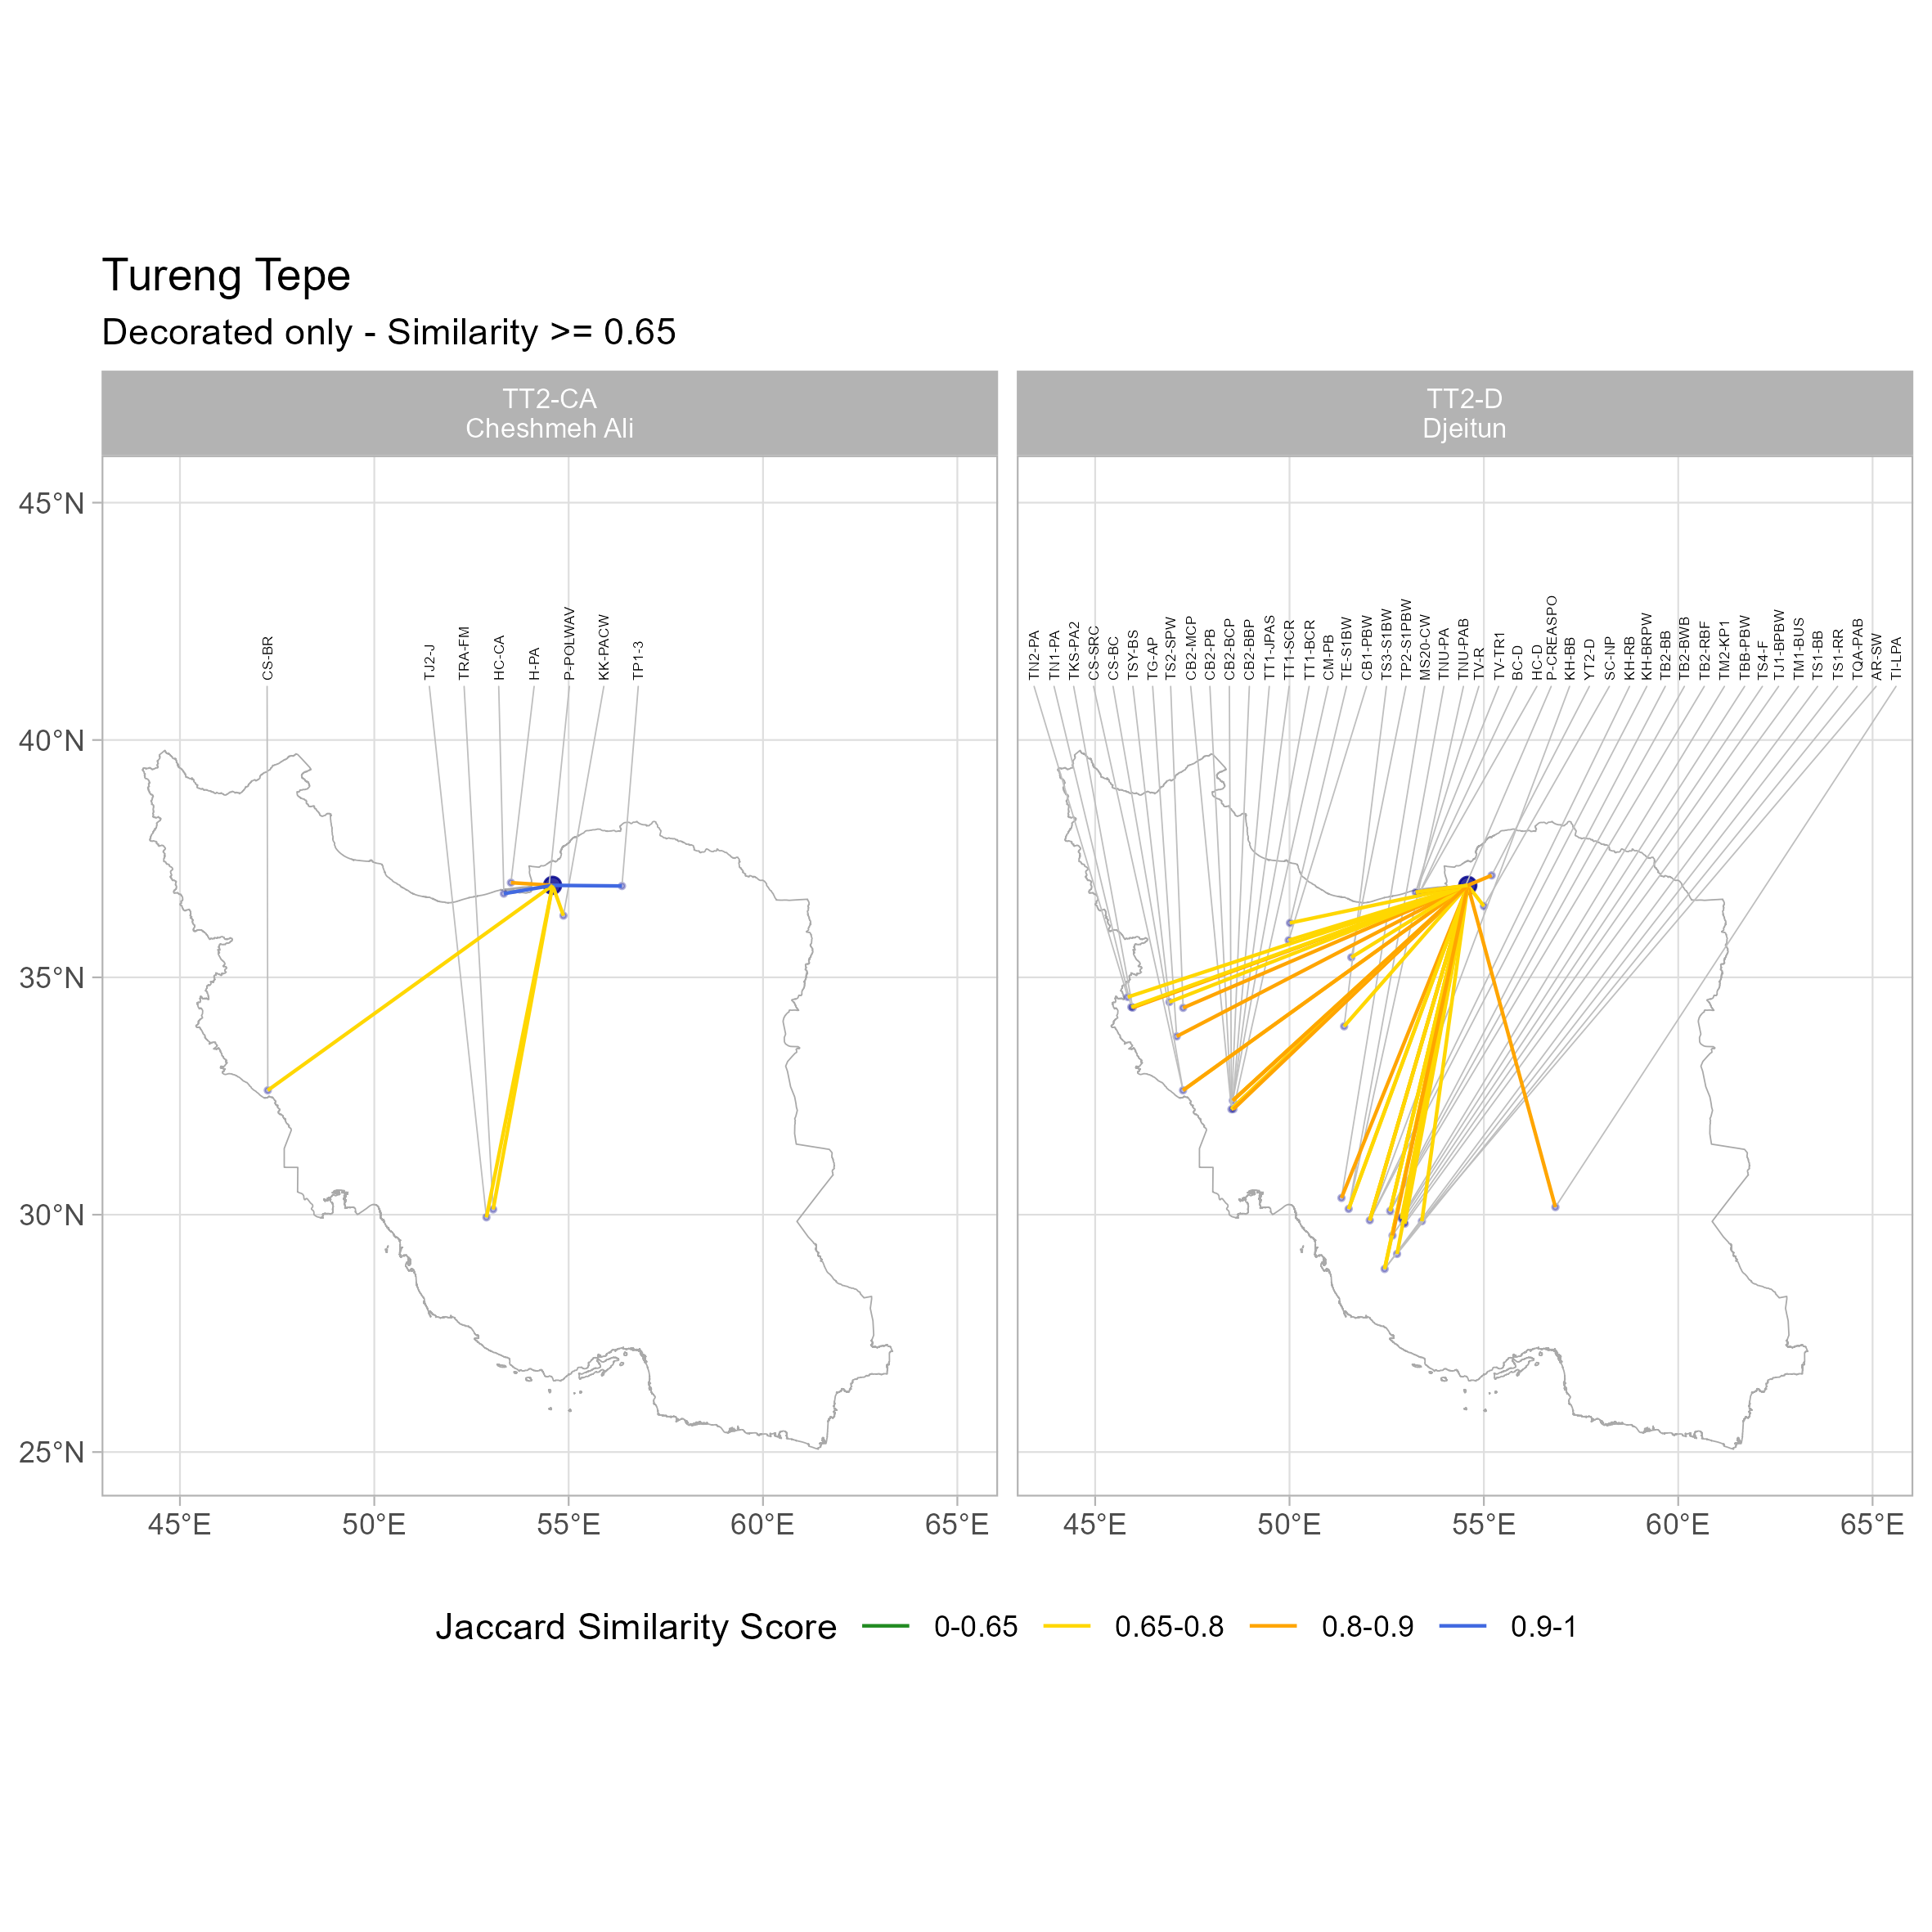 Tureng Tepe
Decorated only - Similarity >= 0.65
TT2-CA
Cheshmeh Ali
TT2-D
Djeitun
45°N
40°N
35°N
30°N
25°N
CS-BR
TJ2-J
TRA-FM
HC-CA
H-PA
P-POLWAV
KK-PACW
TP1-3
TN2-PA
TN1-PA
TKS-PA2
CS-SRC
CS-BC
TSY-BS
TG-AP
TS2-SPW
CB2-MCP
CB2-PB
CB2-BCP
CB2-BBP
TT1-JPAS
TT1-SCR
TT1-BCR
CM-PB
TE-S1BW
CB1-PBW
TS3-S1BW
TP2-S1PBW
MS20-CW
TNU-PA
TNU-PAB
TV-R
TV-TR1
BC-D
HC-D
P-CREASPO
KH-BB
YT2-D
SC-NP
KH-RB
KH-BRPW
TB2-BB
TB2-BWB
TB2-RBF
TM2-KP1
TBB-PBW
TS4-F
TJ1-BPBW
TM1-BUS
TS1-BB
TS1-RR
TQA-PAB
AR-SW
TI-LPA
45°E
50°E
55°E
60°E
65°E
45°E
50°E
55°E
60°E
65°E
Jaccard Similarity Score 0-0.65 0.65-0.8 0.8-0.9 0.9-1